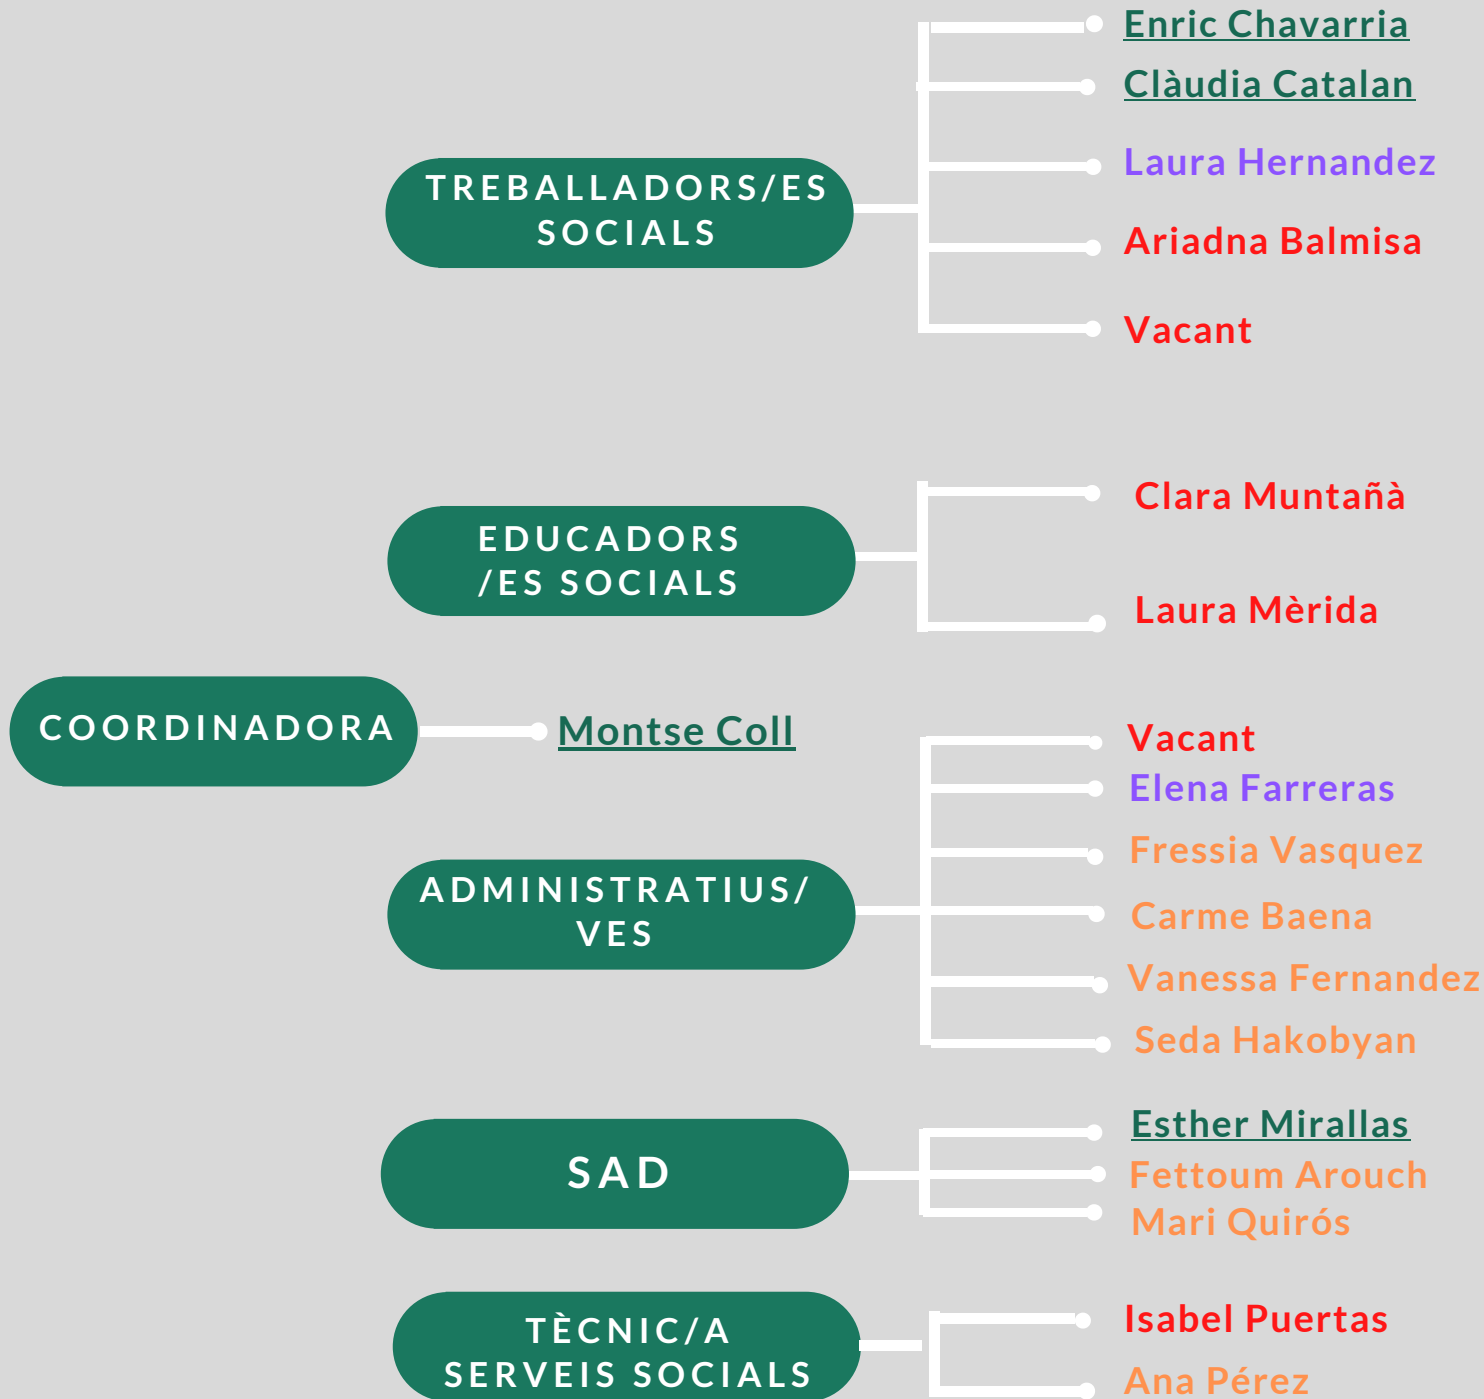 TREBALLADORS/ES
SOCIALS
Enric Chavarria
Clàudia Catalan
Laura Hernandez
Ariadna Balmisa
Vacant
EDUCADORS
/ES SOCIALS
Clara Muntañà
Laura Mèrida
COORDINADORA
Montse Coll
ADMINISTRATIUS/
VES
Vacant
Elena Farreras
Fressia Vasquez
Carme Baena
Vanessa Fernandez
Seda Hakobyan
SAD
Esther Mirallas
Fettoum Arouch
Mari Quirós
TÈCNIC/A
SERVEIS SOCIALS
Isabel Puertas
Ana Pérez